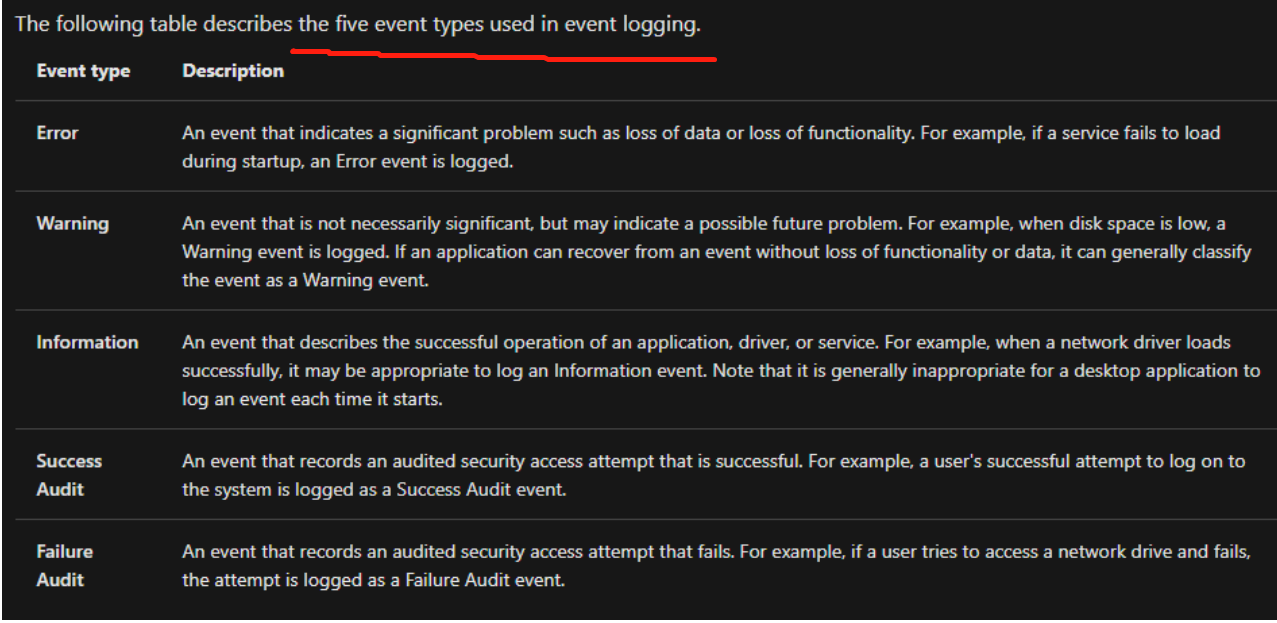 The following table describes the five event types used in event logging.
Event type Description
Error An event that indicates a significant problem such as loss of data or loss of functionality. For example, if a service fails to load
during startup, an Error event is logged.
Warning An event that is not necessarily significant, but may indicate a possible future problem. For example, when disk space is low, a
Warning event is logged. If an application can recover from an event without loss of functionality or data, it can generally classify
the event as a Warning event.
Information An event that describes the successful operation of an application, driver, or service. For example, when a network driver loads
successfully, it may be appropriate to log an Information event. Note that it is generally inappropriate for a desktop application to
log an event each time it starts.
Success An event that records an audited security access attempt that is successful. For example, a user's successful attempt to log on to
Audit the system is logged as a Success Audit event.
Failure An event that records an audited security access attempt that fails. For example, if a user tries to access a network drive and fails,
Audit the attempt is logged as a Failure Audit event.